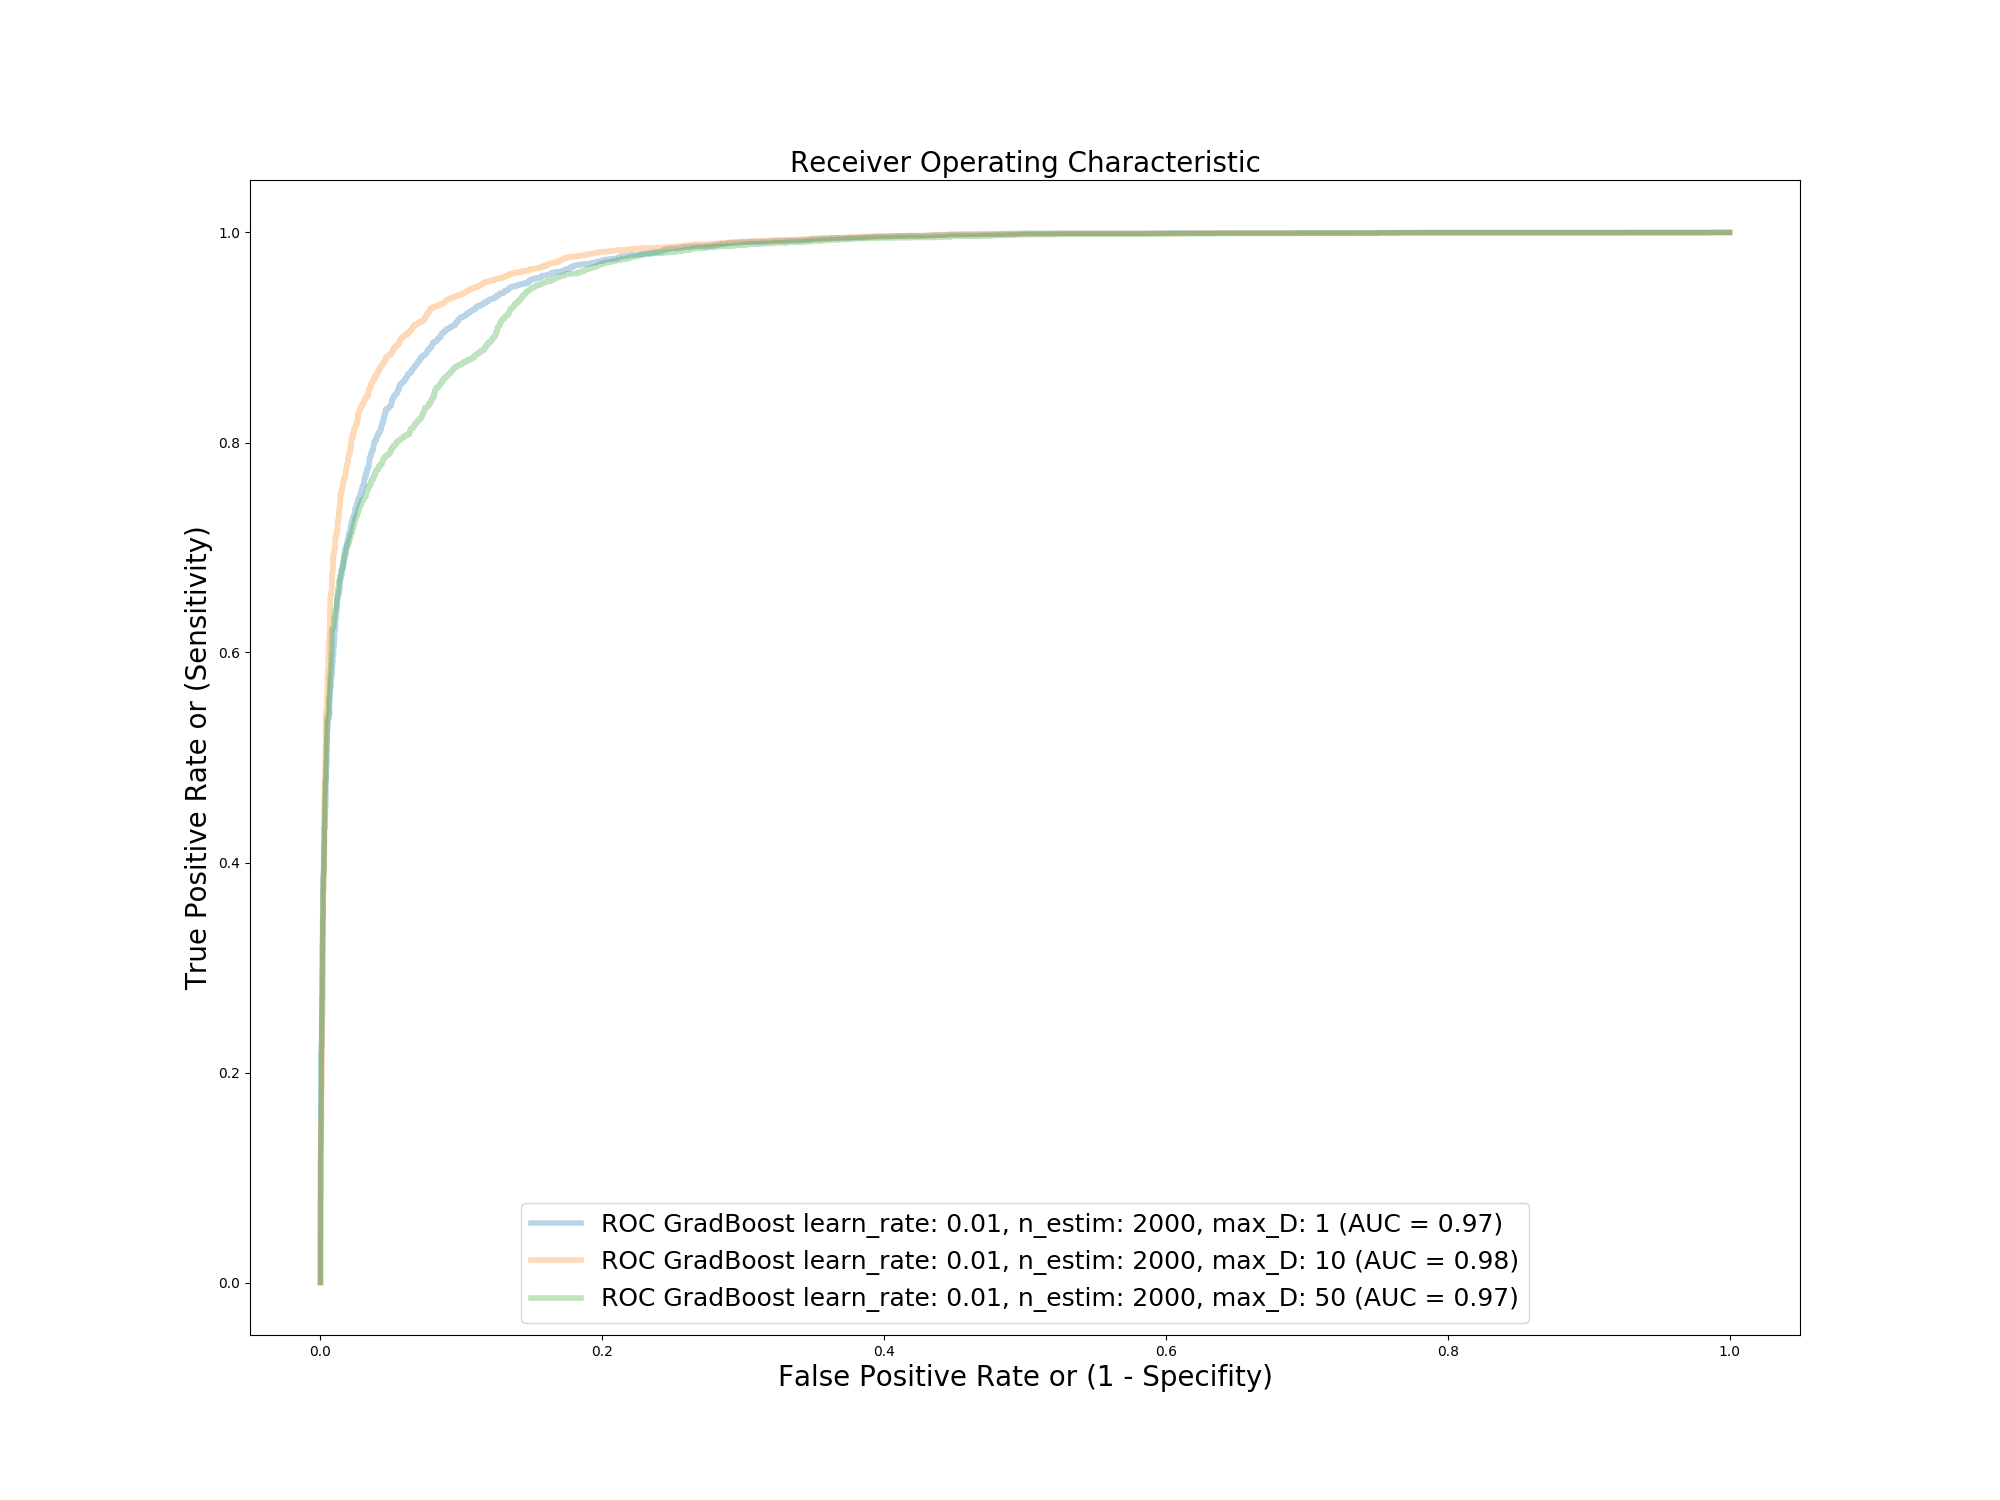 Receiver Operating Characteristic
True Positive Rate or (Sensitivity)
1.0
0.8
0.6
0.4
0.2
0.0
ROC GradBoost learn_rate: 0.01, n_estim: 2000, max_D: 1 (AUC = 0.97)
ROC GradBoost learn_rate: 0.01, n_estim: 2000, max_D: 10 (AUC = 0.98)
ROC GradBoost learn_rate: 0.01, n_estim: 2000, max_D: 50 (AUC = 0.97)
0.0 0.2 0.4 0.6 0.8 1.0
False Positive Rate or (1 - Specifity)